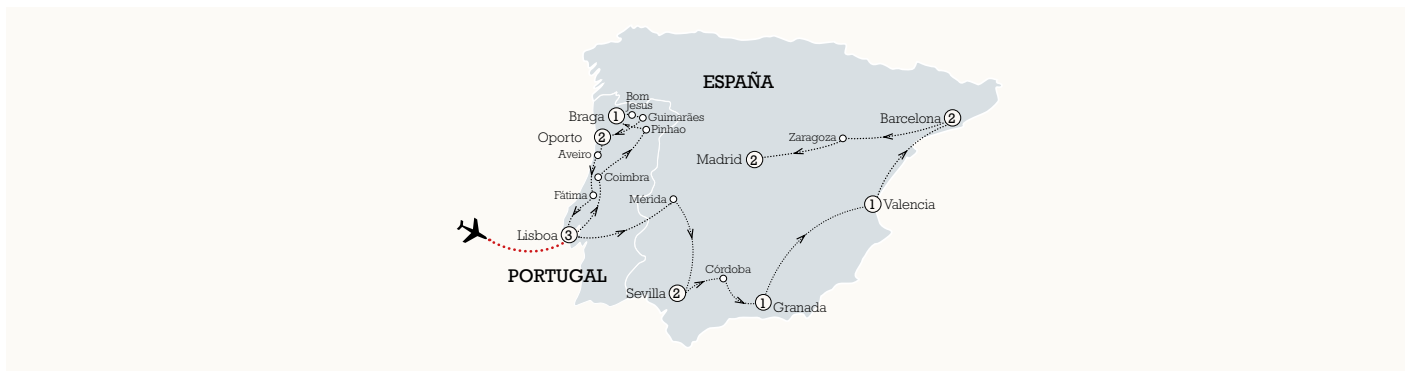 ESPAÑA
Bom
Jesus
Braga 1
Guimarães
Pinhao
Oporto 2
Aveiro
Coimbra
Fátima
Lisboa 3
PORTUGAL
Mérida
Sevilla 2
Córdoba
1 Granada
1 Valencia
Barcelona 2
Zaragoza
Madrid 2